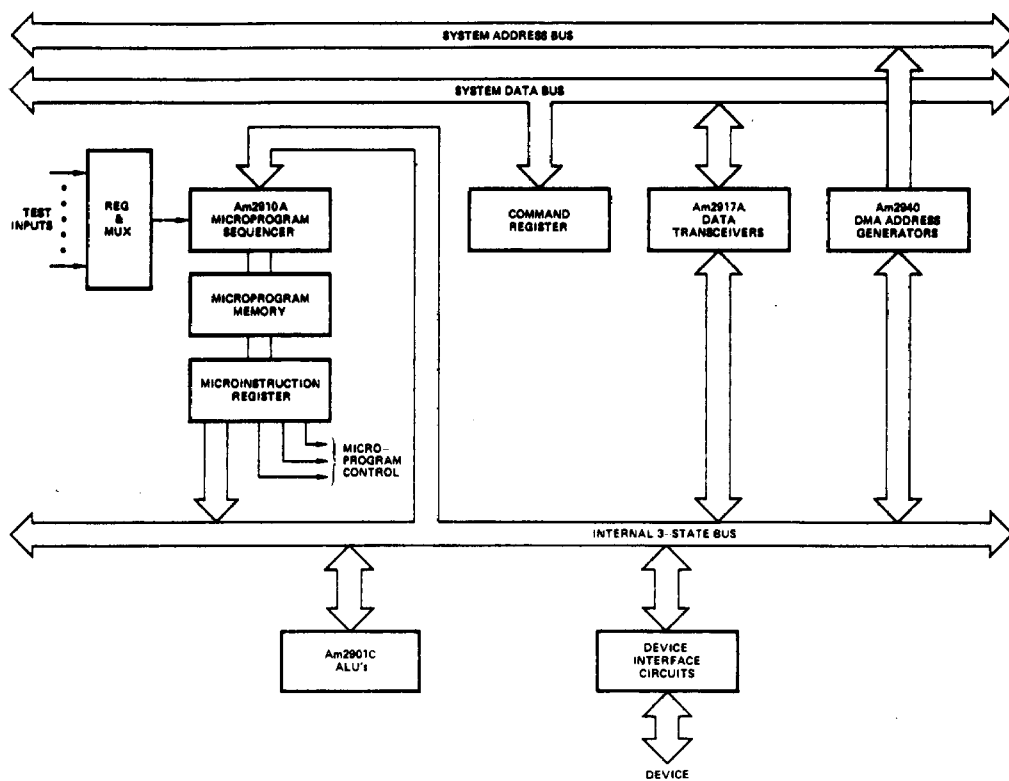 SYSTEM ADDRESS BUS
SYSTEM DATA BUS
TEST
INPUTS
REG
&
MUX
Am2910A
MICROPROGRAM
SEQUENCER
COMMAND
REGISTER
Am2917A
DATA
TRANSCEIVERS
Am2940
DMA ADDRESS
GENERATORS
MICROPROGRAM
MEMORY
MICROINSTRUCTION
REGISTER
MICRO–
PROGRAM
CONTROL
INTERNAL 3–STATE BUS
Am2901C
ALU's
DEVICE
INTERFACE
CIRCUITS
DEVICE